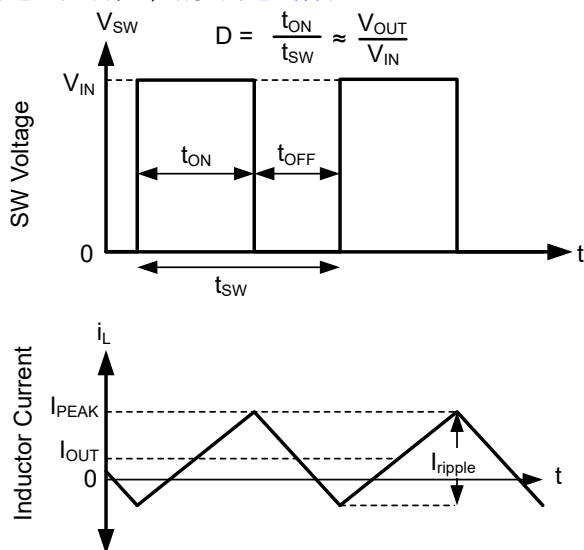 V_SW
D = t_ON / t_SW ≈ V_OUT / V_IN
V_IN
SW Voltage
t_ON
t_OFF
0
t
t_SW
i_L
Inductor Current
I_PEAK
I_OUT
I_ripple
0
t